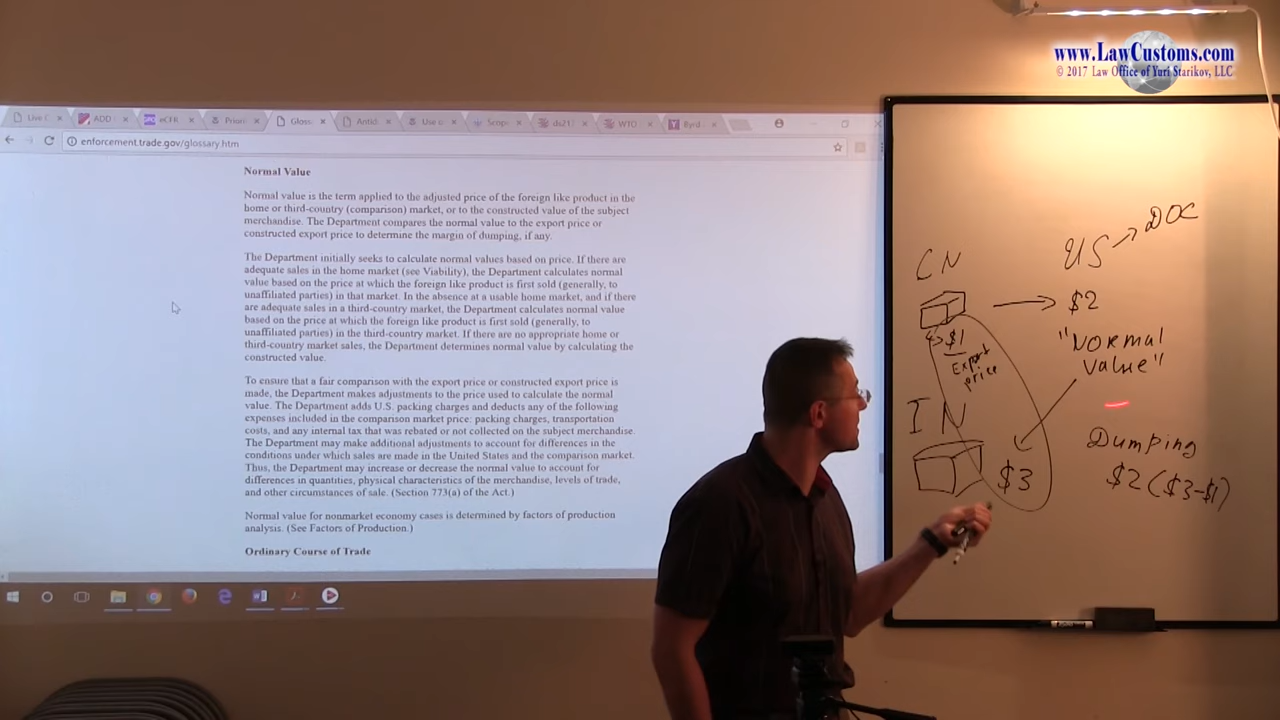 www.LawCustoms.com
© 2017 Law Office of Yuri Starikov, LLC
Live
ADD
eCFR
Priori
Gloss
Antid
Use o
Scope
ds217
WTO
Byrd
enforcement.trade.gov/glossary.htm
Normal Value
Normal value is the term applied to the adjusted price of the foreign like product in the
home or third-country (comparison) market, or to the constructed value of the subject
merchandise. The Department compares the normal value to the export price or
constructed export price to determine the margin of dumping, if any.
The Department initially seeks to calculate normal values based on price. If there are
adequate sales in the home market (see Viability), the Department calculates normal
value based on the price at which the foreign like product is first sold (generally, to
unaffiliated parties) in that market. In the absence at a usable home market, and if there
are adequate sales in a third-country market, the Department calculates normal value
based on the price at which the foreign like product is first sold (generally, to
unaffiliated parties) in the third-country market. If there are no appropriate home or
third-country market sales, the Department determines normal value by calculating the
constructed value.
To ensure that a fair comparison with the export price or constructed export price is
made, the Department makes adjustments to the price used to calculate the normal
value. The Department adds U.S. packing charges and deducts any of the following
expenses included in the comparison market price: packing charges, transportation
costs, and any internal tax that was rebated or not collected on the subject merchandise.
The Department may make additional adjustments to account for differences in the
conditions under which sales are made in the United States and the comparison market.
Thus, the Department may increase or decrease the normal value to account for
differences in quantities, physical characteristics of the merchandise, levels of trade,
and other circumstances of sale. (Section 773(a) of the Act.)
Normal value for nonmarket economy cases is determined by factors of production
analysis. (See Factors of Production.)
Ordinary Course of Trade
CN
US → DOC
→ $2
$1
Export
price
"Normal
Value"
IN
$3
Dumping
$2 ($3-$1)